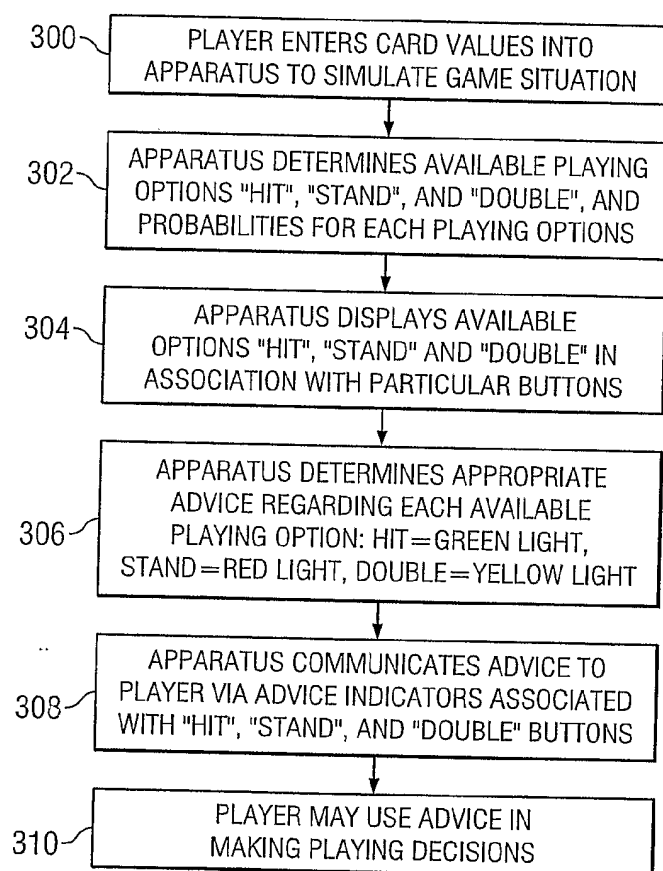 300
PLAYER ENTERS CARD VALUES INTO
APPARATUS TO SIMULATE GAME SITUATION
302
APPARATUS DETERMINES AVAILABLE PLAYING
OPTIONS "HIT", "STAND", AND "DOUBLE", AND
PROBABILITIES FOR EACH PLAYING OPTIONS
304
APPARATUS DISPLAYS AVAILABLE
OPTIONS "HIT", "STAND" AND "DOUBLE" IN
ASSOCIATION WITH PARTICULAR BUTTONS
306
APPARATUS DETERMINES APPROPRIATE
ADVICE REGARDING EACH AVAILABLE
PLAYING OPTION: HIT=GREEN LIGHT,
STAND=RED LIGHT, DOUBLE=YELLOW LIGHT
308
APPARATUS COMMUNICATES ADVICE TO
PLAYER VIA ADVICE INDICATORS ASSOCIATED
WITH "HIT", "STAND", AND "DOUBLE" BUTTONS
310
PLAYER MAY USE ADVICE IN
MAKING PLAYING DECISIONS